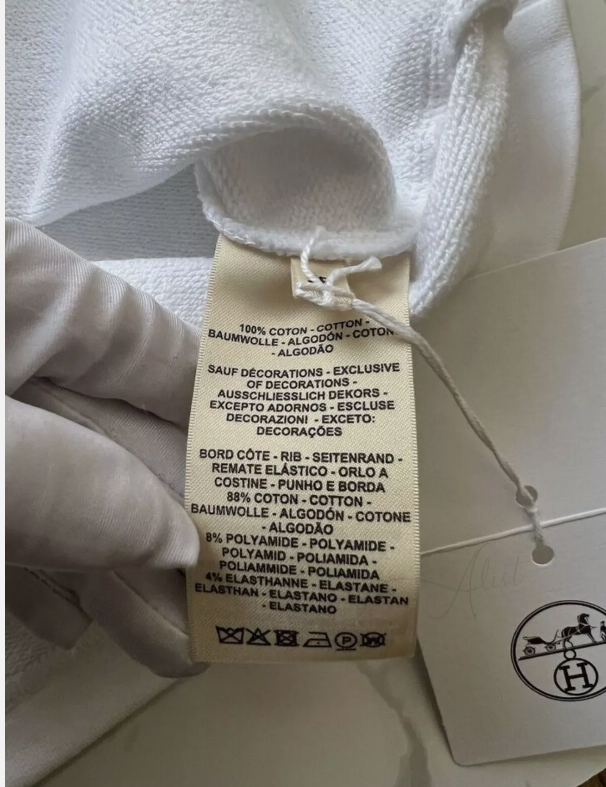 100% COTON - COTTON -
BAUMWOLLE - ALGODÓN - COTON
- ALGODÃO
SAUF DÉCORATIONS - EXCLUSIVE
OF DECORATIONS -
AUSSCHLIESSLICH DEKORS -
EXCEPTO ADORNOS - ESCLUSE
DECORAZIONI - EXCETO:
DECORAÇÕES
BORD CÔTE - RIB - SEITENRAND -
REMATE ELÁSTICO - ORLO A
COSTINE - PUNHO E BORDA
88% COTON - COTTON -
BAUMWOLLE - ALGODÓN - COTONE
- ALGODÃO
8% POLYAMIDE - POLYAMIDE -
POLYAMID - POLIAMIDA -
POLIAMMIDE - POLIAMIDA
4% ELASTHANNE - ELASTANE -
ELASTHAN - ELASTANO - ELASTAN
- ELASTANO
P
H